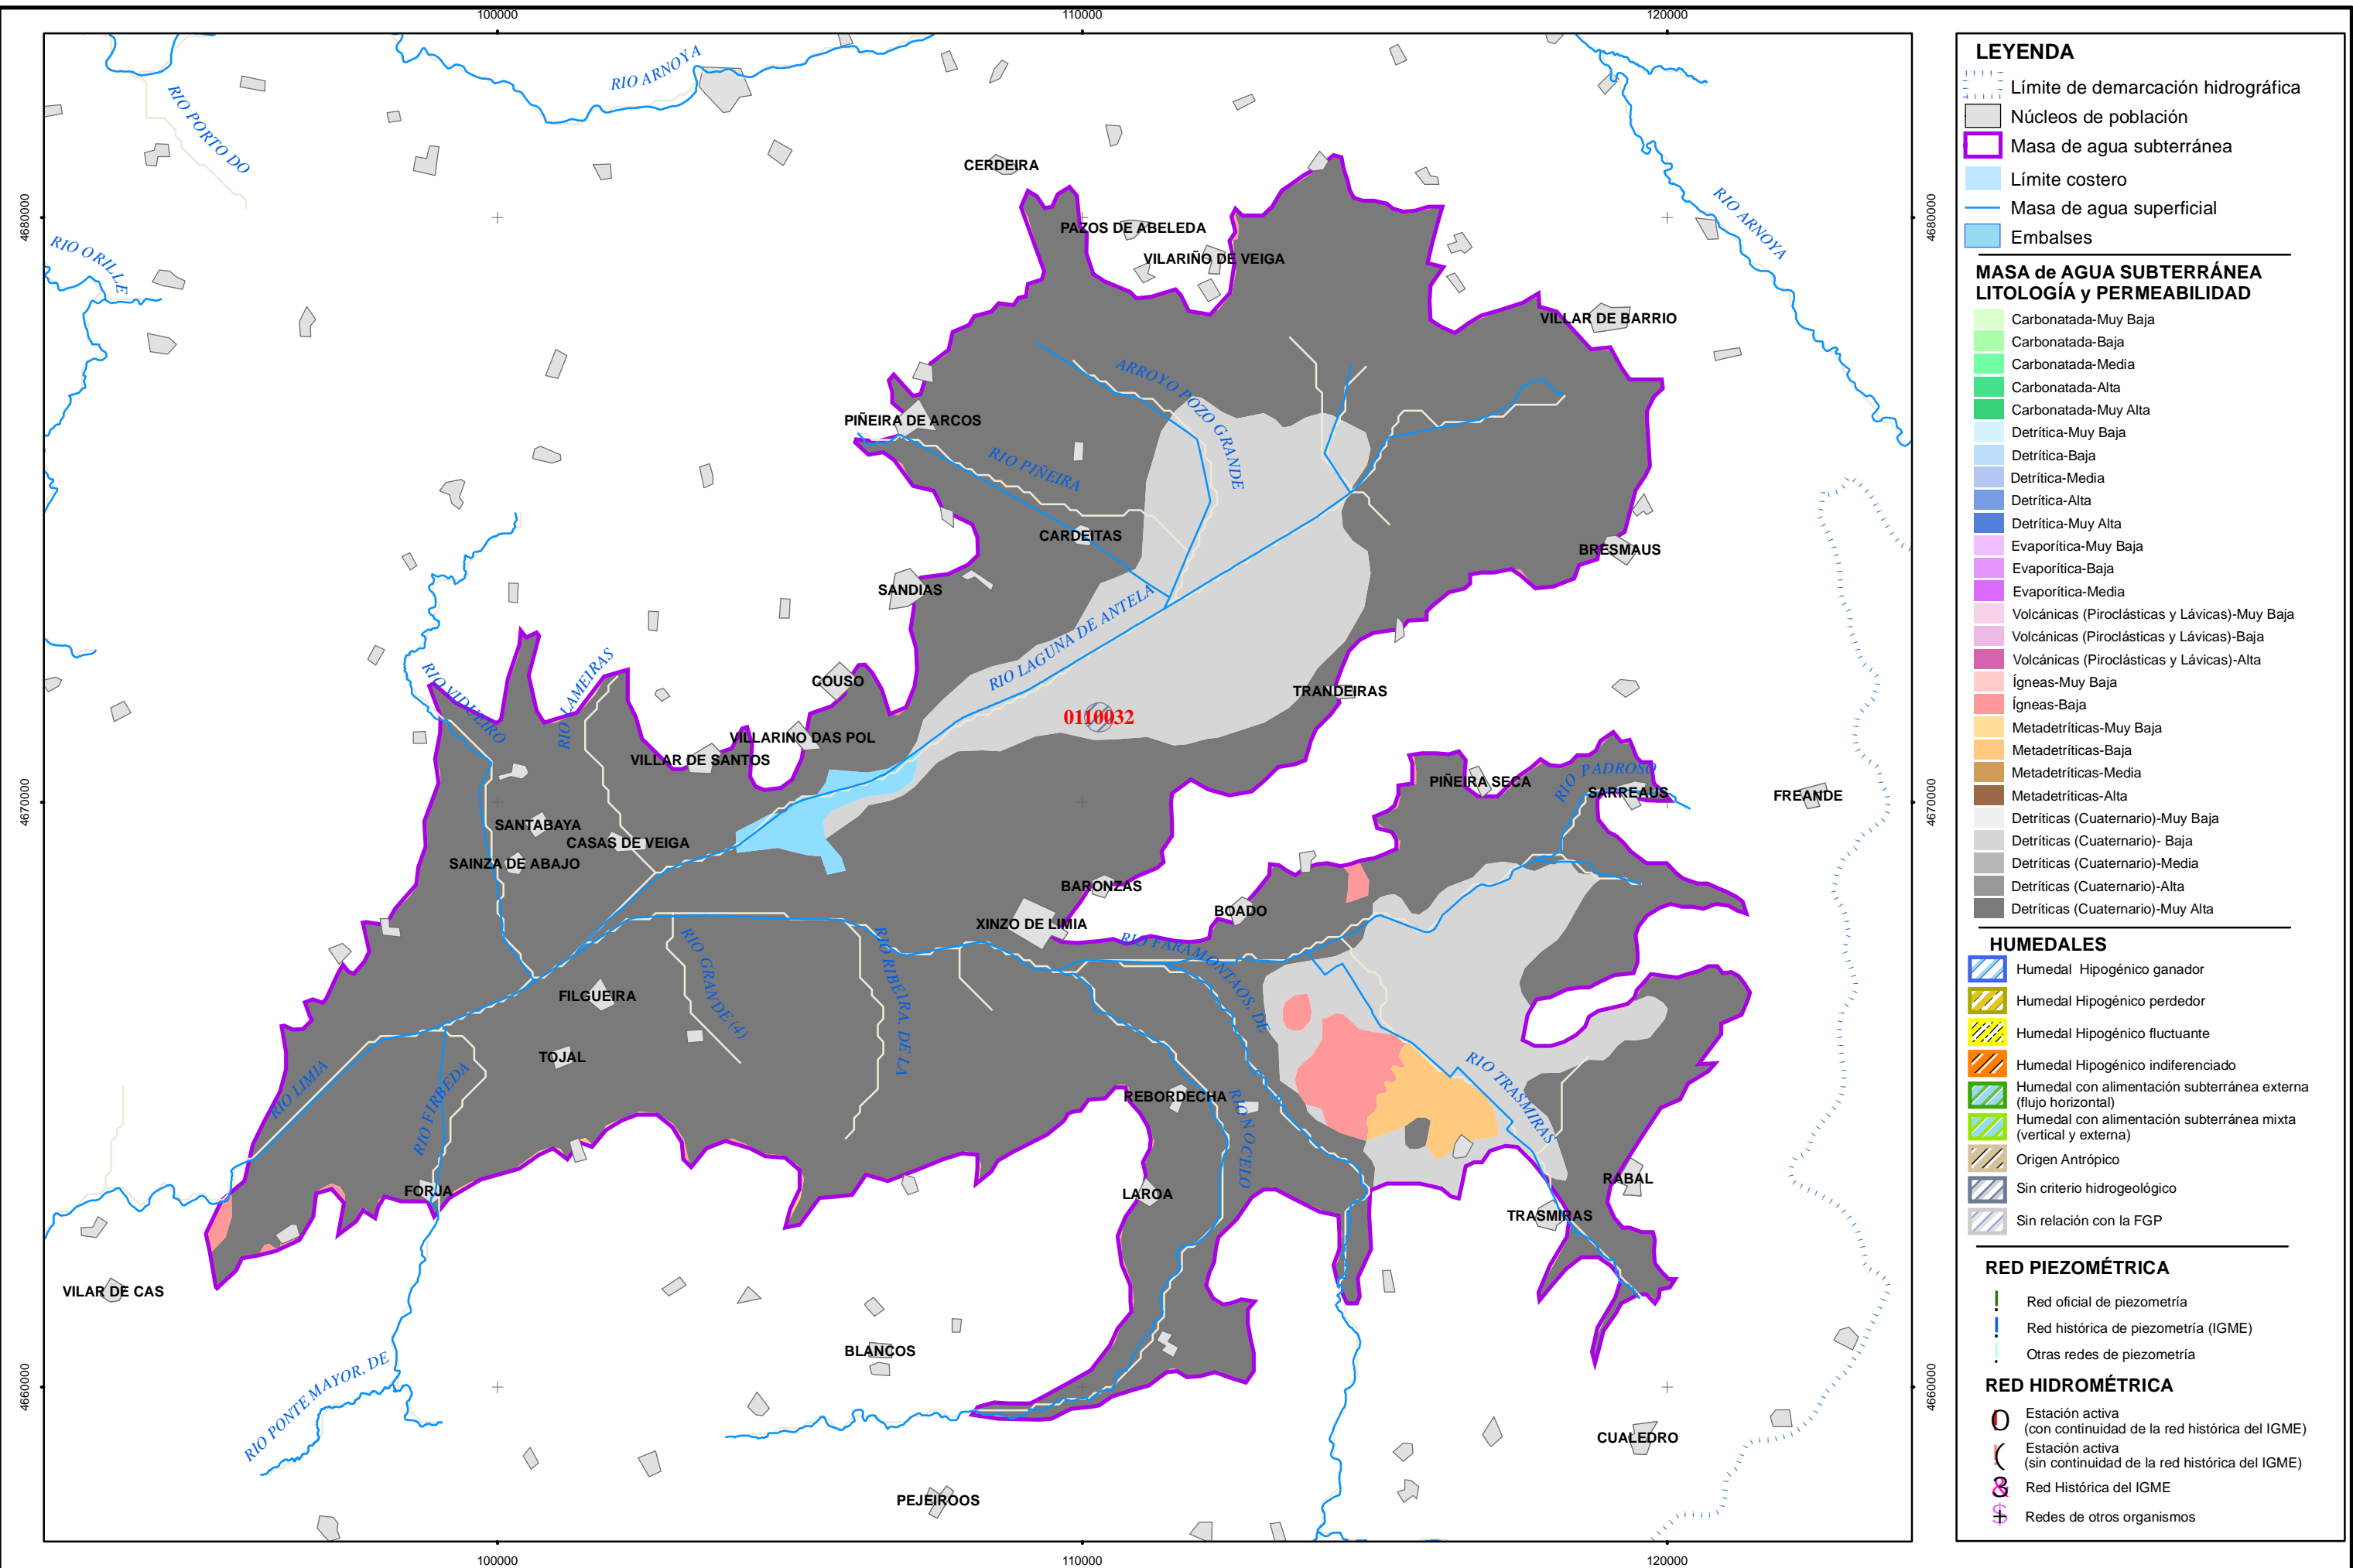 100000
110000
120000
4680000
4670000
4660000
4680000
4670000
4660000
100000
110000
120000
RIO ARNOYA
RIO PORTO DO
RIO ORILLE
RIO ARNOYA
CERDEIRA
PAZOS DE ABELEDA
VILARIÑO DE VEIGA
VILLAR DE BARRIO
ARROYO POZO GRANDE
PIÑEIRA DE ARCOS
RIO PIÑEIRA
CARDEITAS
BRESMAUS
SANDIAS
RIO LAGUNA DE ANTELA
RIO VIDUEIRO
RIO LAMEIRAS
COUSO
TRANDEIRAS
0110032
VILLARINO DAS POL
VILLAR DE SANTOS
PIÑEIRA SECA
RIO PADROSO
SARREAUS
FREANDE
SANTABAYA
CASAS DE VEIGA
SAINZA DE ABAJO
BARONZAS
BOADO
XINZO DE LIMIA
RIO FARAMONTAOS, DE
RIO GRANDE (4)
RIO RIBEIRA, DE LA
FILGUEIRA
TOJAL
RIO LIMIA
RIO FIRBEDA
RIO TRASMIRAS
REBORDECHA
RIO NOCELO
FORJA
LAROA
RABAL
TRASMIRAS
VILAR DE CAS
BLANCOS
RIO PONTE MAYOR, DE
CUALEDRO
PEJEIROOS
LEYENDA
Límite de demarcación hidrográfica
Núcleos de población
Masa de agua subterránea
Límite costero
Masa de agua superficial
Embalses
MASA de AGUA SUBTERRÁNEA
LITOLOGÍA y PERMEABILIDAD
Carbonatada-Muy Baja
Carbonatada-Baja
Carbonatada-Media
Carbonatada-Alta
Carbonatada-Muy Alta
Detrítica-Muy Baja
Detrítica-Baja
Detrítica-Media
Detrítica-Alta
Detrítica-Muy Alta
Evaporítica-Muy Baja
Evaporítica-Baja
Evaporítica-Media
Volcánicas (Piroclásticas y Lávicas)-Muy Baja
Volcánicas (Piroclásticas y Lávicas)-Baja
Volcánicas (Piroclásticas y Lávicas)-Alta
Ígneas-Muy Baja
Ígneas-Baja
Metadetríticas-Muy Baja
Metadetríticas-Baja
Metadetríticas-Media
Metadetríticas-Alta
Detríticas (Cuaternario)-Muy Baja
Detríticas (Cuaternario)- Baja
Detríticas (Cuaternario)-Media
Detríticas (Cuaternario)-Alta
Detríticas (Cuaternario)-Muy Alta
HUMEDALES
Humedal Hipogénico ganador
Humedal Hipogénico perdedor
Humedal Hipogénico fluctuante
Humedal Hipogénico indiferenciado
Humedal con alimentación subterránea externa
(flujo horizontal)
Humedal con alimentación subterránea mixta
(vertical y externa)
Origen Antrópico
Sin criterio hidrogeológico
Sin relación con la FGP
RED PIEZOMÉTRICA
! Red oficial de piezometría
! Red histórica de piezometría (IGME)
! Otras redes de piezometría
RED HIDROMÉTRICA
Estación activa
(con continuidad de la red histórica del IGME)
Estación activa
(sin continuidad de la red histórica del IGME)
Red Histórica del IGME
Redes de otros organismos